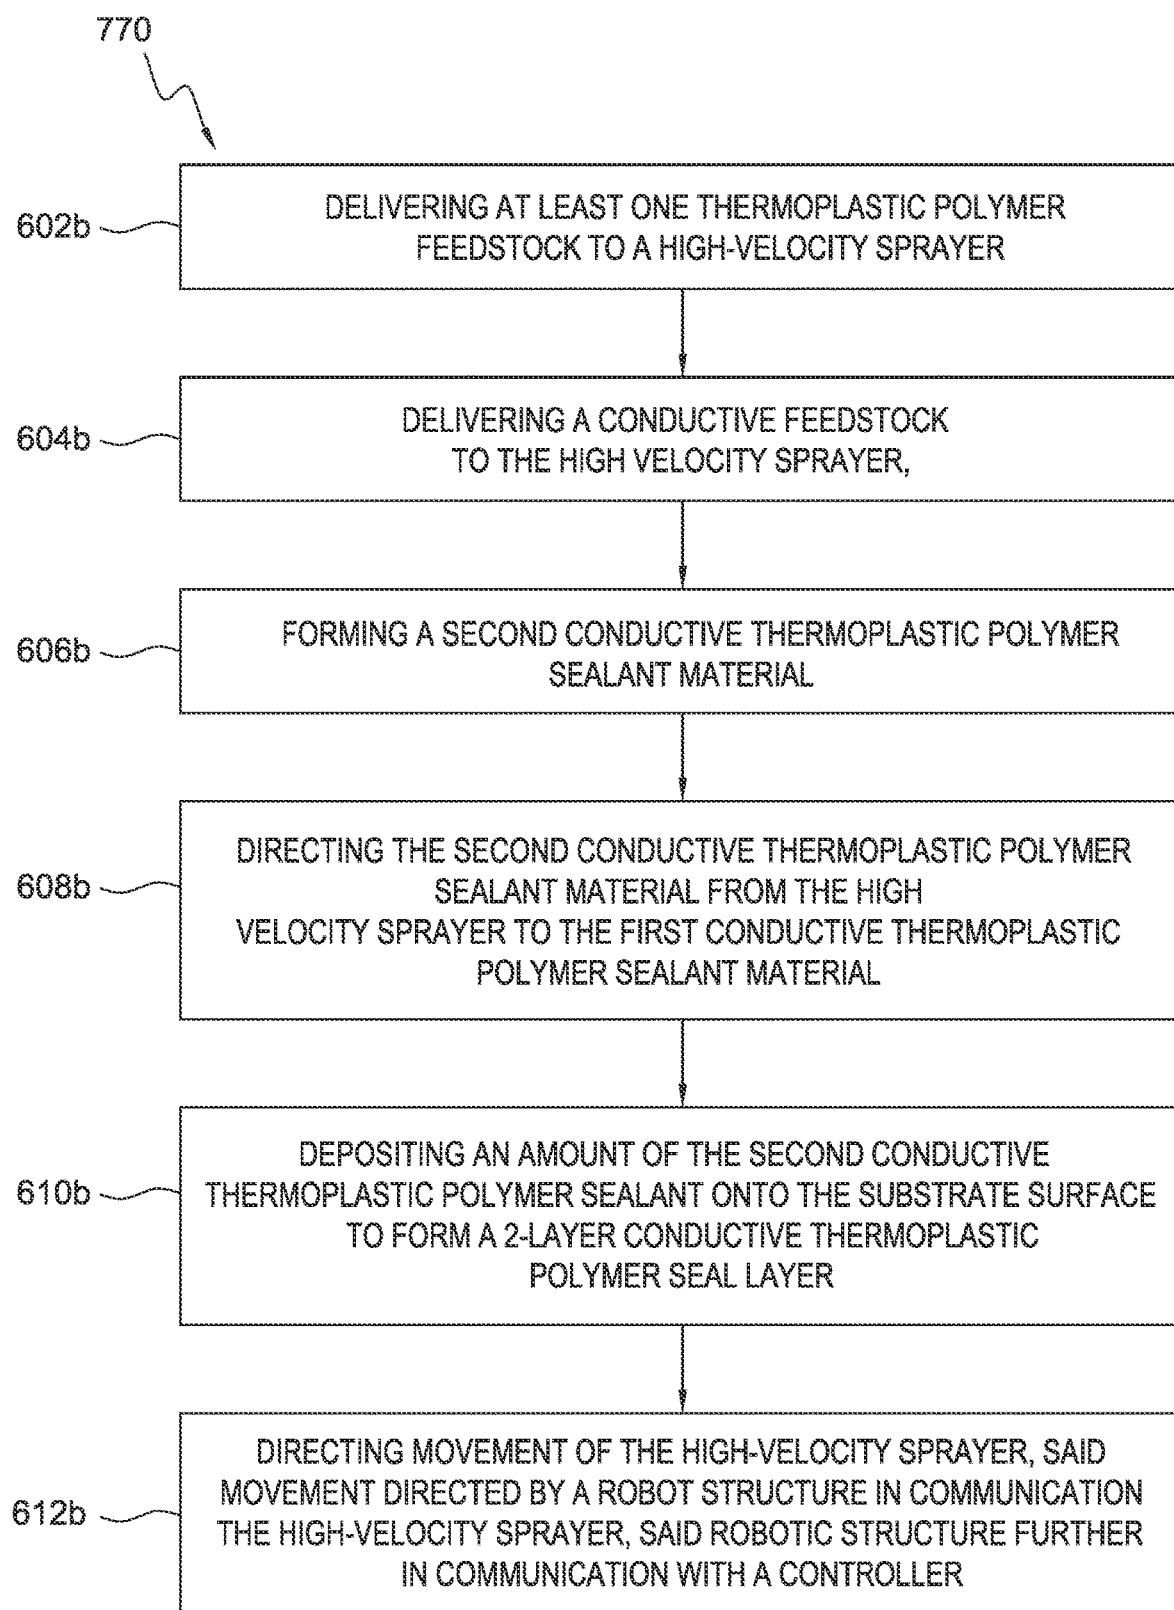 770
602b
DELIVERING AT LEAST ONE THERMOPLASTIC POLYMER
FEEDSTOCK TO A HIGH-VELOCITY SPRAYER
604b
DELIVERING A CONDUCTIVE FEEDSTOCK
TO THE HIGH VELOCITY SPRAYER,
606b
FORMING A SECOND CONDUCTIVE THERMOPLASTIC POLYMER
SEALANT MATERIAL
608b
DIRECTING THE SECOND CONDUCTIVE THERMOPLASTIC POLYMER
SEALANT MATERIAL FROM THE HIGH
VELOCITY SPRAYER TO THE FIRST CONDUCTIVE THERMOPLASTIC
POLYMER SEALANT MATERIAL
610b
DEPOSITING AN AMOUNT OF THE SECOND CONDUCTIVE
THERMOPLASTIC POLYMER SEALANT ONTO THE SUBSTRATE SURFACE
TO FORM A 2-LAYER CONDUCTIVE THERMOPLASTIC
POLYMER SEAL LAYER
612b
DIRECTING MOVEMENT OF THE HIGH-VELOCITY SPRAYER, SAID
MOVEMENT DIRECTED BY A ROBOT STRUCTURE IN COMMUNICATION
THE HIGH-VELOCITY SPRAYER, SAID ROBOTIC STRUCTURE FURTHER
IN COMMUNICATION WITH A CONTROLLER